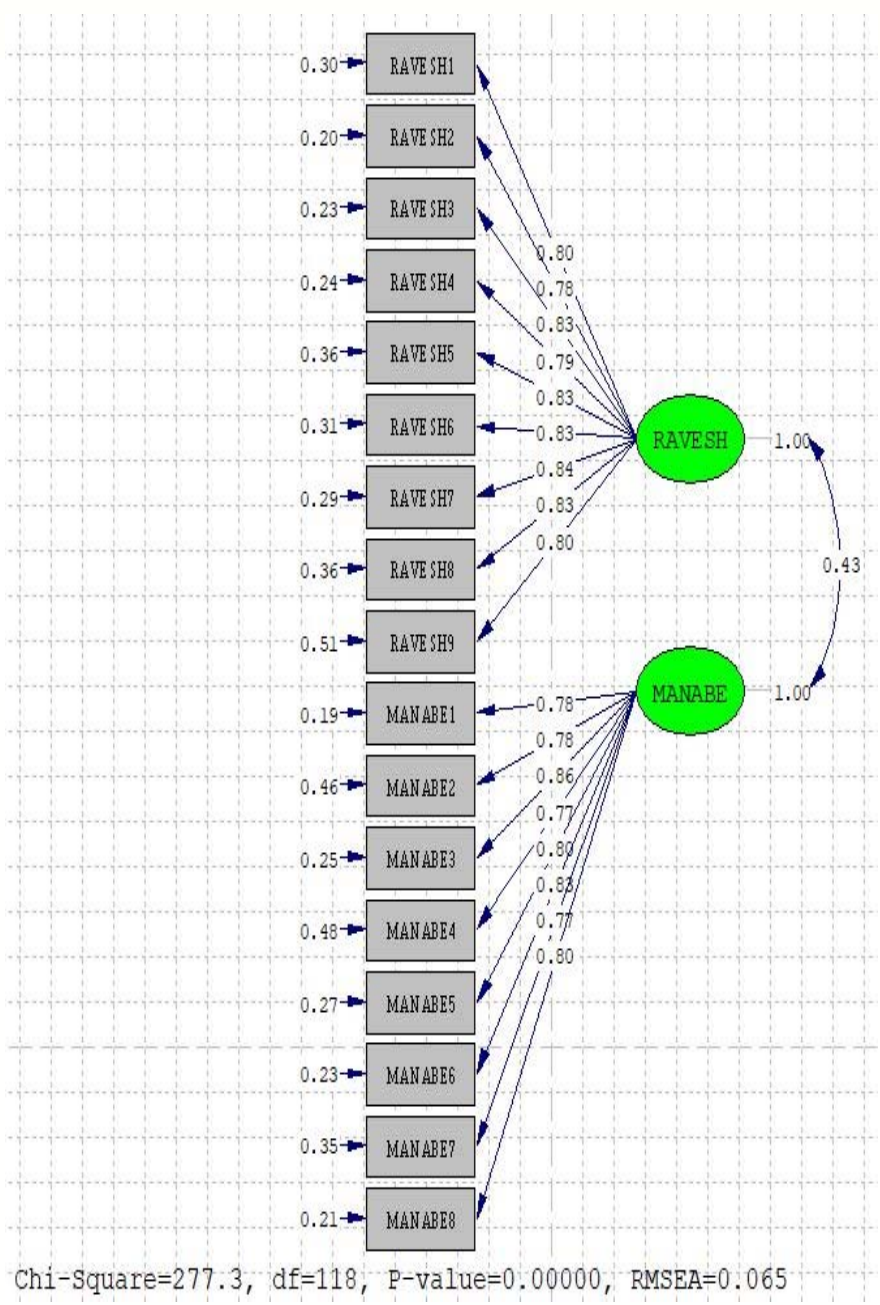 0.30 RAVESH1
0.20 RAVESH2
0.23 RAVESH3
0.80
0.24 RAVESH4 0.78
0.83
0.36 RAVESH5 0.79
0.83
0.31 RAVESH6 0.83 RAVESH 1.00
0.84
0.29 RAVESH7
0.83
0.80
0.36 RAVESH8 0.43
0.51 RAVESH9
0.19 MANABE1 0.78 MANABE 1.00
0.78
0.46 MANABE2 0.86
0.77
0.25 MANABE3 0.80
0.83
0.48 MANABE4 0.77
0.80
0.27 MANABE5
0.23 MANABE6
0.35 MANABE7
0.21 MANABE8
Chi-Square=277.3, df=118, P-value=0.00000, RMSEA=0.065